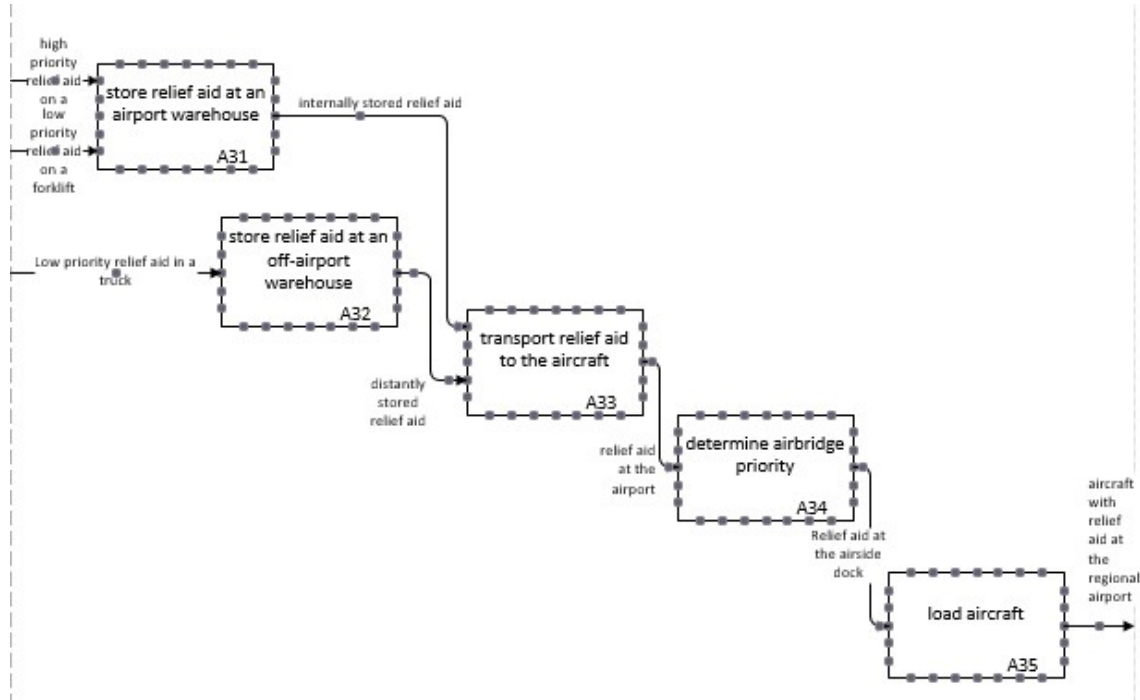 high
priority
relief aid
on a
low
priority
relief aid
on a
forklift
store relief aid at an
airport warehouse
A31
internally stored relief aid
Low priority relief aid in a
truck
store relief aid at an
off-airport
warehouse
A32
distantly
stored
relief aid
transport relief aid
to the aircraft
A33
relief aid
at the
airport
determine airbridge
priority
A34
Relief aid at
the airside
dock
load aircraft
A35
aircraft
with
relief
aid at
the
regional
airport